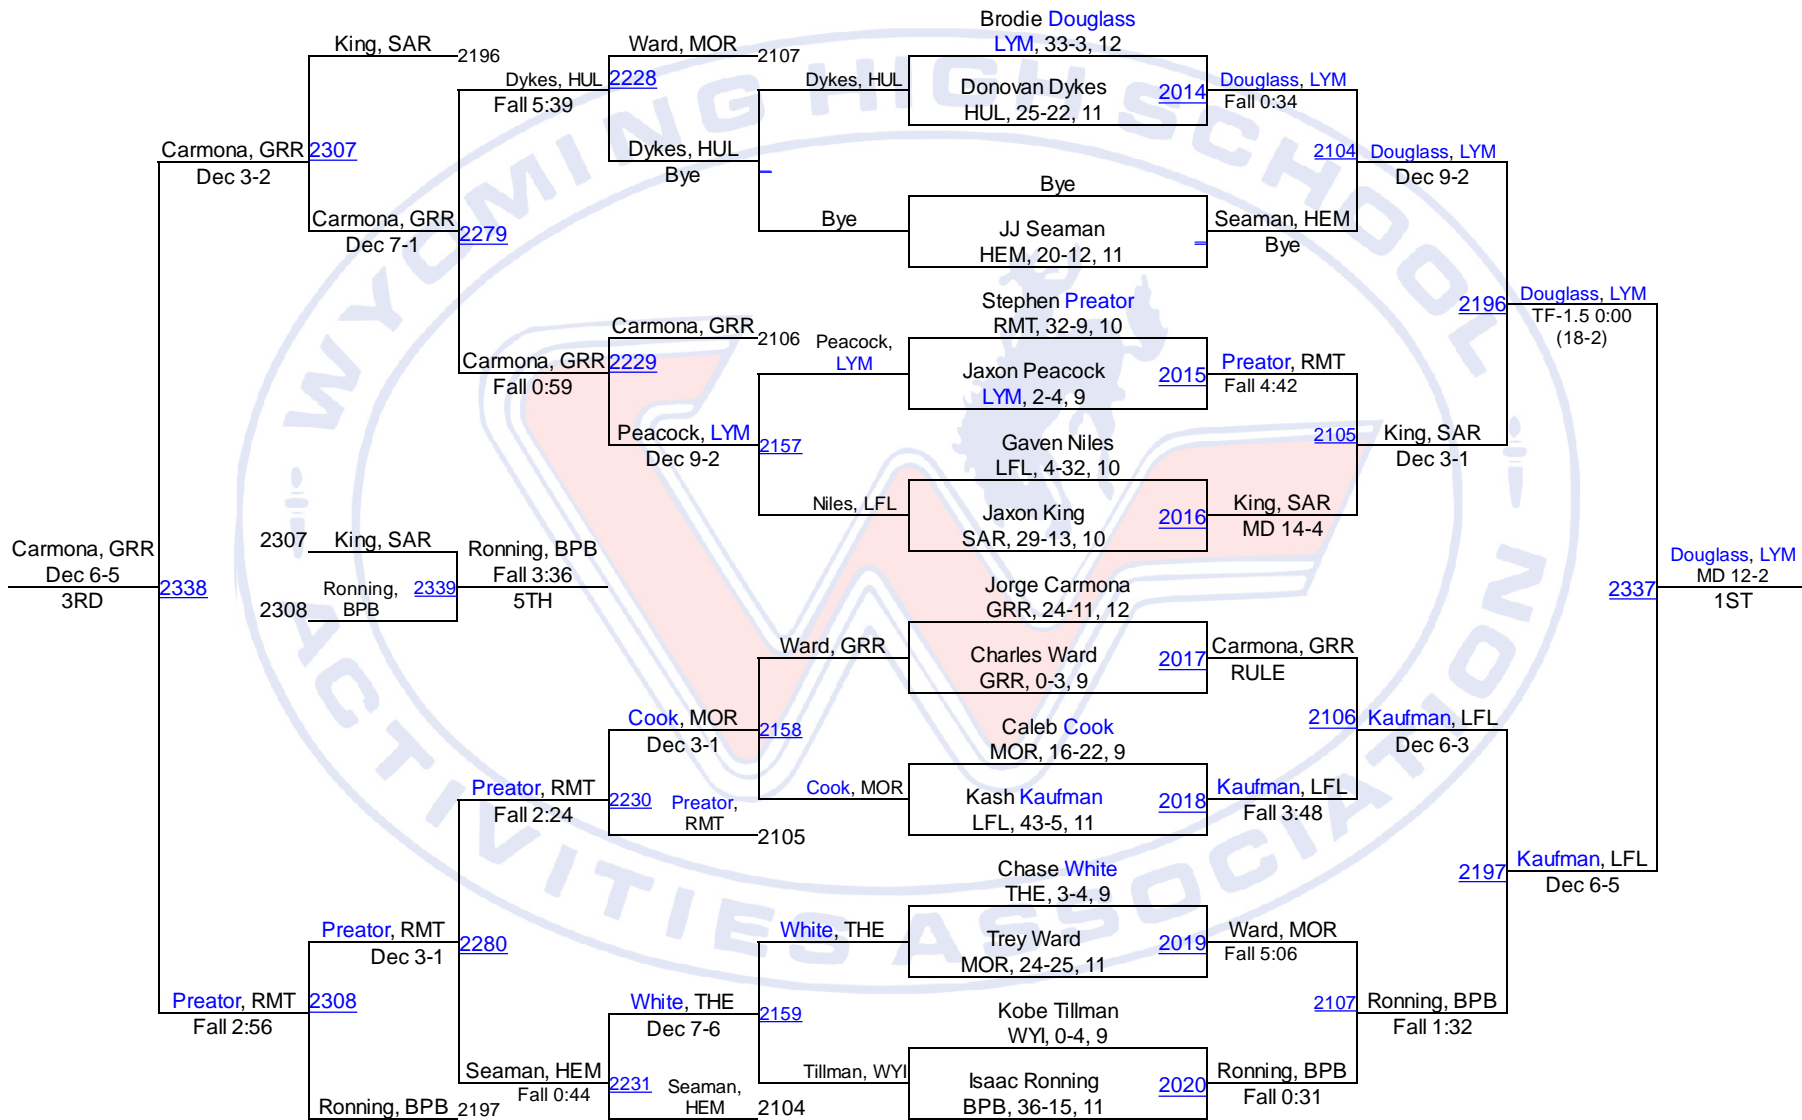 Brodie Douglass
LYM, 33-3, 12
King, SAR
2196
Ward, MOR
2107
Dykes, HUL
2228
Fall 5:39
Dykes, HUL
Donovan Dykes
HUL, 25-22, 11
2014
Douglass, LYM
Fall 0:34
Carmona, GRR
2307
Dec 3-2
Dykes, HUL
Bye
2104
Douglass, LYM
Dec 9-2
Bye
Carmona, GRR
Dec 7-1
2279
Bye
JJ Seaman
HEM, 20-12, 11
Seaman, HEM
Bye
Stephen Preator
RMT, 32-9, 10
2196
Douglass, LYM
TF-1.5 0:00
(18-2)
Carmona, GRR
2106
Peacock,
LYM
Carmona, GRR
2229
Fall 0:59
Jaxon Peacock
LYM, 2-4, 9
2015
Preator, RMT
Fall 4:42
Peacock, LYM
Dec 9-2
2157
Gaven Niles
LFL, 4-32, 10
2105
King, SAR
Dec 3-1
Niles, LFL
Jaxon King
SAR, 29-13, 10
2016
King, SAR
MD 14-4
Carmona, GRR
Dec 6-5
3RD
2338
2307
King, SAR
2308
Ronning,
BPB
2339
Ronning, BPB
Fall 3:36
5TH
Jorge Carmona
GRR, 24-11, 12
2337
Douglass, LYM
MD 12-2
1ST
Ward, GRR
Charles Ward
GRR, 0-3, 9
2017
Carmona, GRR
RULE
Cook, MOR
Dec 3-1
2158
Caleb Cook
MOR, 16-22, 9
2106
Kaufman, LFL
Dec 6-3
Preator, RMT
Fall 2:24
2230
Preator,
RMT
2105
Cook, MOR
Kash Kaufman
LFL, 43-5, 11
2018
Kaufman, LFL
Fall 3:48
Chase White
THE, 3-4, 9
2197
Kaufman, LFL
Dec 6-5
Preator, RMT
Dec 3-1
2280
White, THE
Trey Ward
MOR, 24-25, 11
2019
Ward, MOR
Fall 5:06
Preator, RMT
Fall 2:56
2308
White, THE
Dec 7-6
2159
Kobe Tillman
WYI, 0-4, 9
2107
Ronning, BPB
Fall 1:32
Seaman, HEM
Fall 0:44
2231
Seaman,
HEM
2104
Tillman, WYI
Isaac Ronning
BPB, 36-15, 11
2020
Ronning, BPB
Fall 0:31
Ronning, BPB
2197
WYOMING HIGH SCHOOL
ACTIVITIES ASSOCIATION